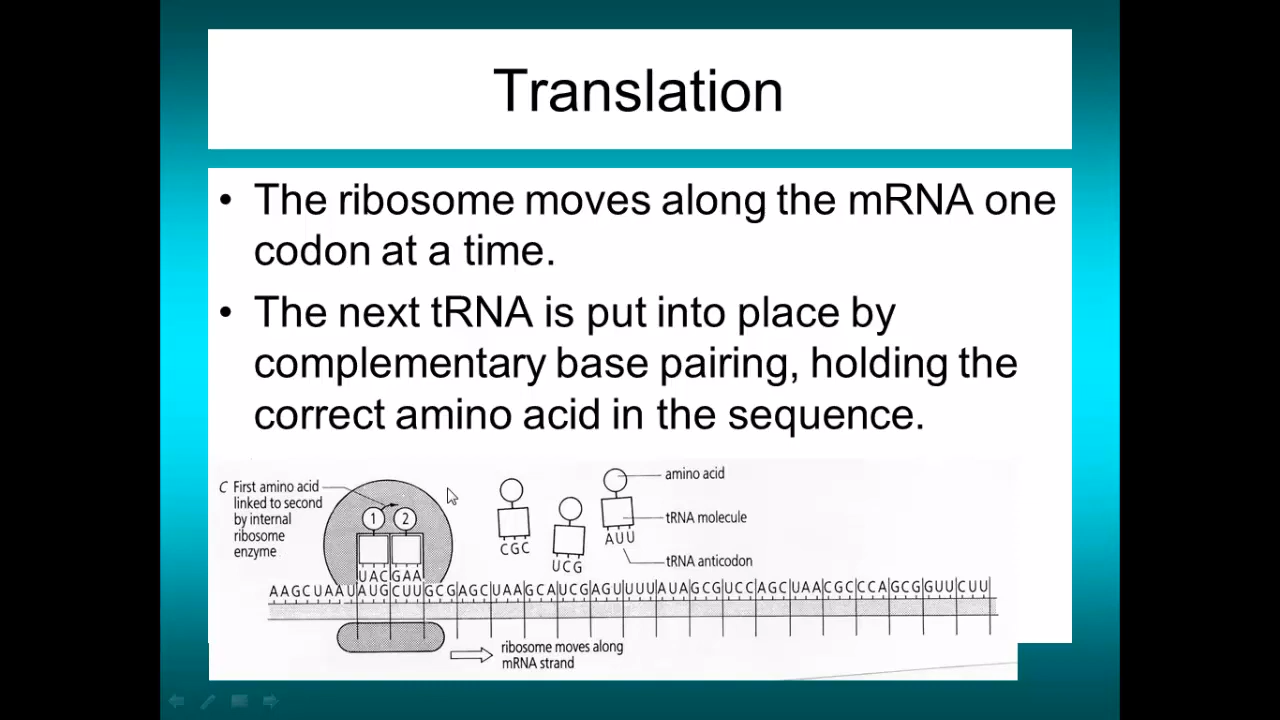 Translation
• The ribosome moves along the mRNA one
codon at a time.
• The next tRNA is put into place by
complementary base pairing, holding the
correct amino acid in the sequence.
C First amino acid
linked to second
by internal
ribosome
enzyme
1 2
amino acid
tRNA molecule
tRNA anticodon
CGC
UCG
AUU
UAC GAA
AAGCUAAUAUGCUUGCGAGCUAAGCAUCGAGUUUUAUAGCGUCCAGCUAACGCCCAGCGGUUCUU
ribosome moves along
mRNA strand